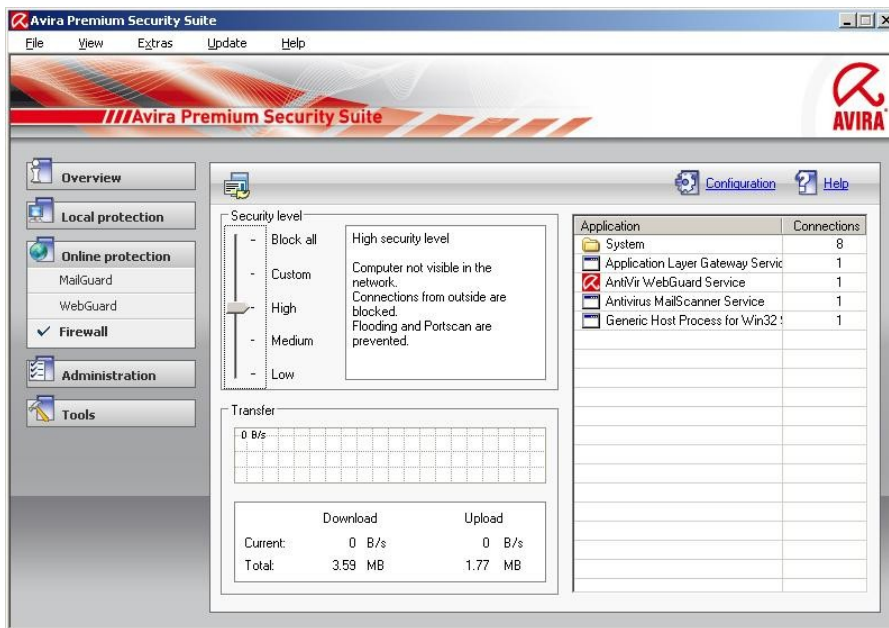 Avira Premium Security Suite
File View Extras Update Help
////Avira Premium Security Suite
AVIRA
Overview
Local protection
Online protection
MailGuard
WebGuard
Firewall
Administration
Tools
Configuration Help
Security level
Block all
Custom
High
Medium
Low
High security level
Computer not visible in the
network.
Connections from outside are
blocked.
Flooding and Portscan are
prevented.
Transfer
0 B/s
Download Upload
Current: 0 B/s 0 B/s
Total: 3.59 MB 1.77 MB
Application Connections
System 8
Application Layer Gateway Servic 1
AntiVir WebGuard Service 1
Antivirus MailScanner Service 1
Generic Host Process for Win32 1